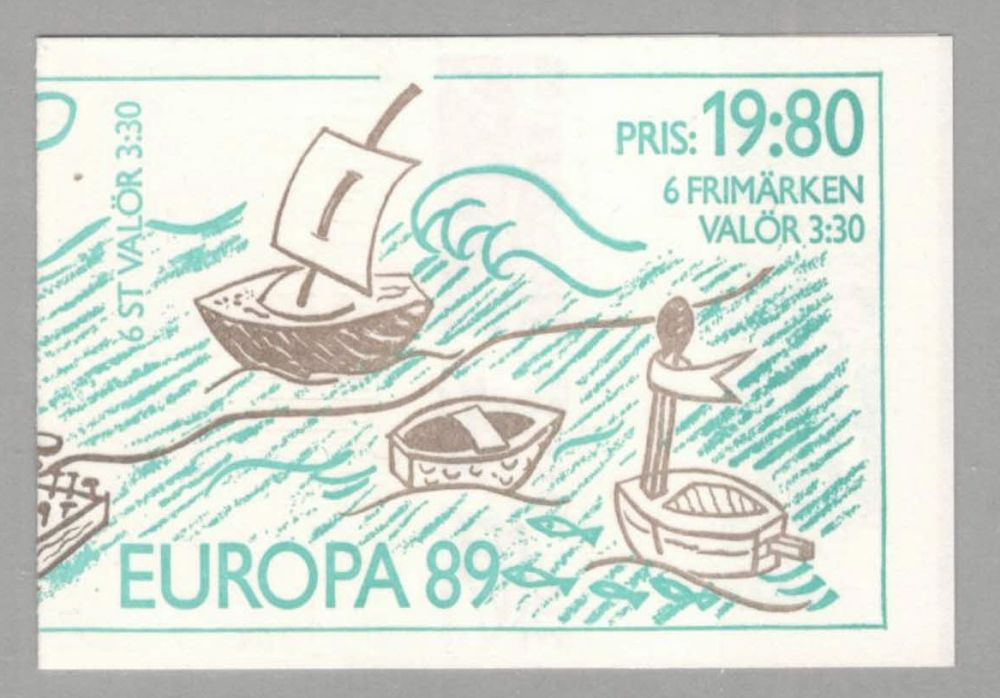 PRIS: 19:80
6 FRIMÄRKEN
VALÖR 3:30
6 ST VALÖR 3:30
EUROPA 89